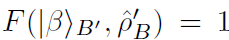 F(|β⟩_{B′}, ρ̂′_B) = 1